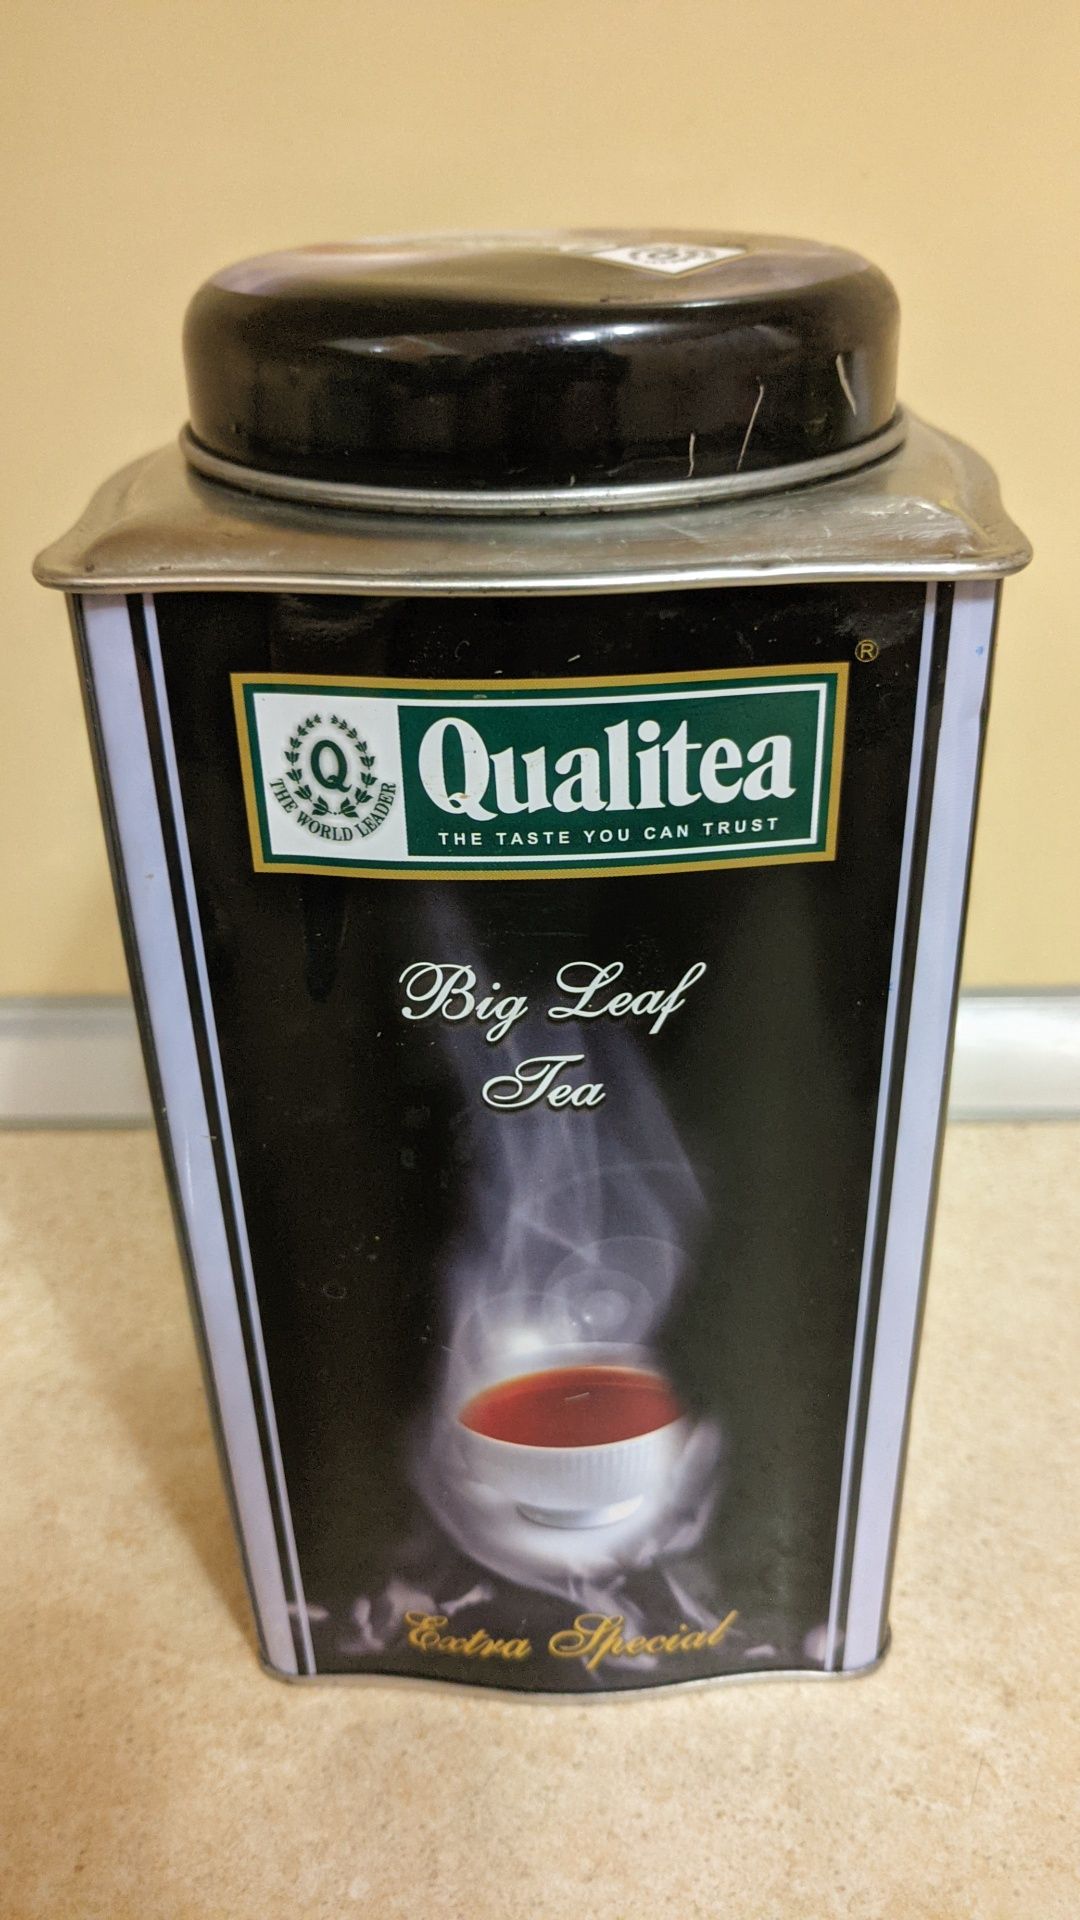 ®
Q
THE WORLD LEADER
Qualitea
THE TASTE YOU CAN TRUST
Big Leaf
Tea
Extra Special